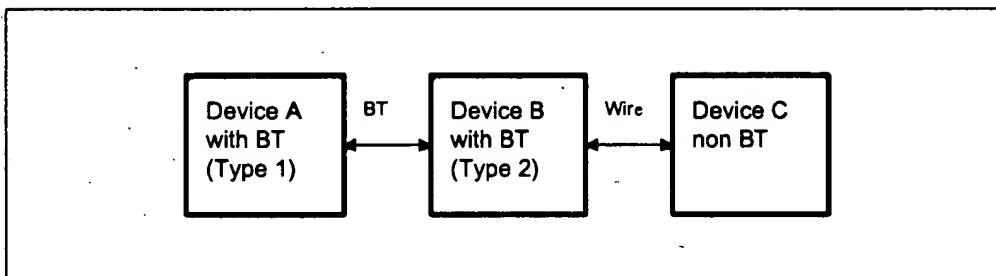 Device A
with BT
(Type 1)
BT
Device B
with BT
(Type 2)
Wire
Device C
non BT